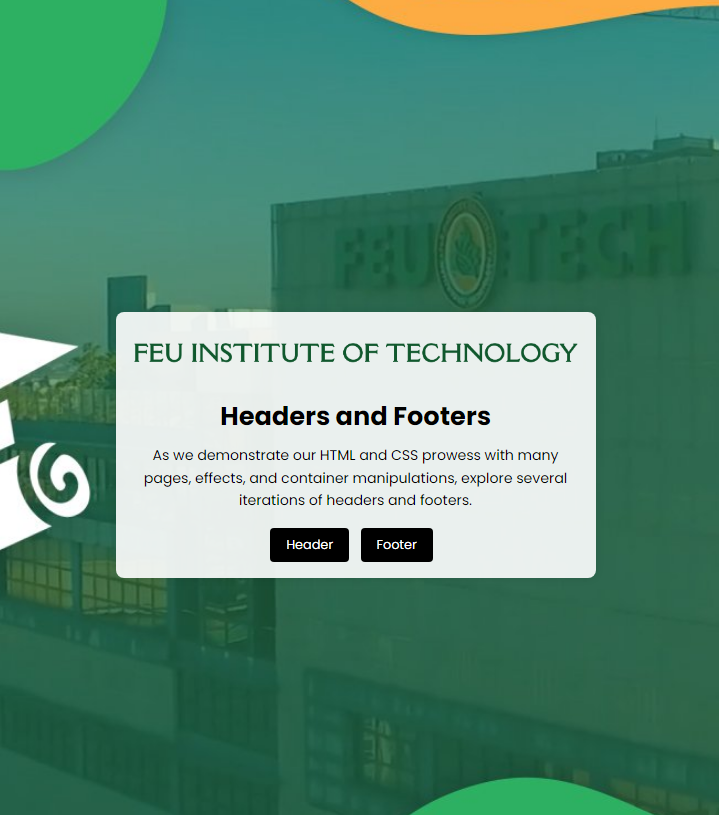 FEU TECH
FEU INSTITUTE OF TECHNOLOGY
Headers and Footers
As we demonstrate our HTML and CSS prowess with many
pages, effects, and container manipulations, explore several
iterations of headers and footers.
Header Footer